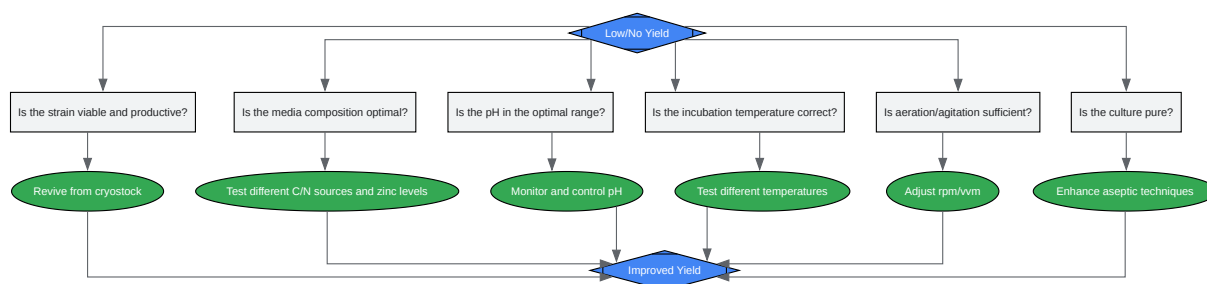 Low/No Yield
Is the strain viable and productive?
Is the media composition optimal?
Is the pH in the optimal range?
Is the incubation temperature correct?
Is aeration/agitation sufficient?
Is the culture pure?
Revive from cryostock
Test different C/N sources and zinc levels
Monitor and control pH
Test different temperatures
Adjust rpm/vvm
Enhance aseptic techniques
Improved Yield